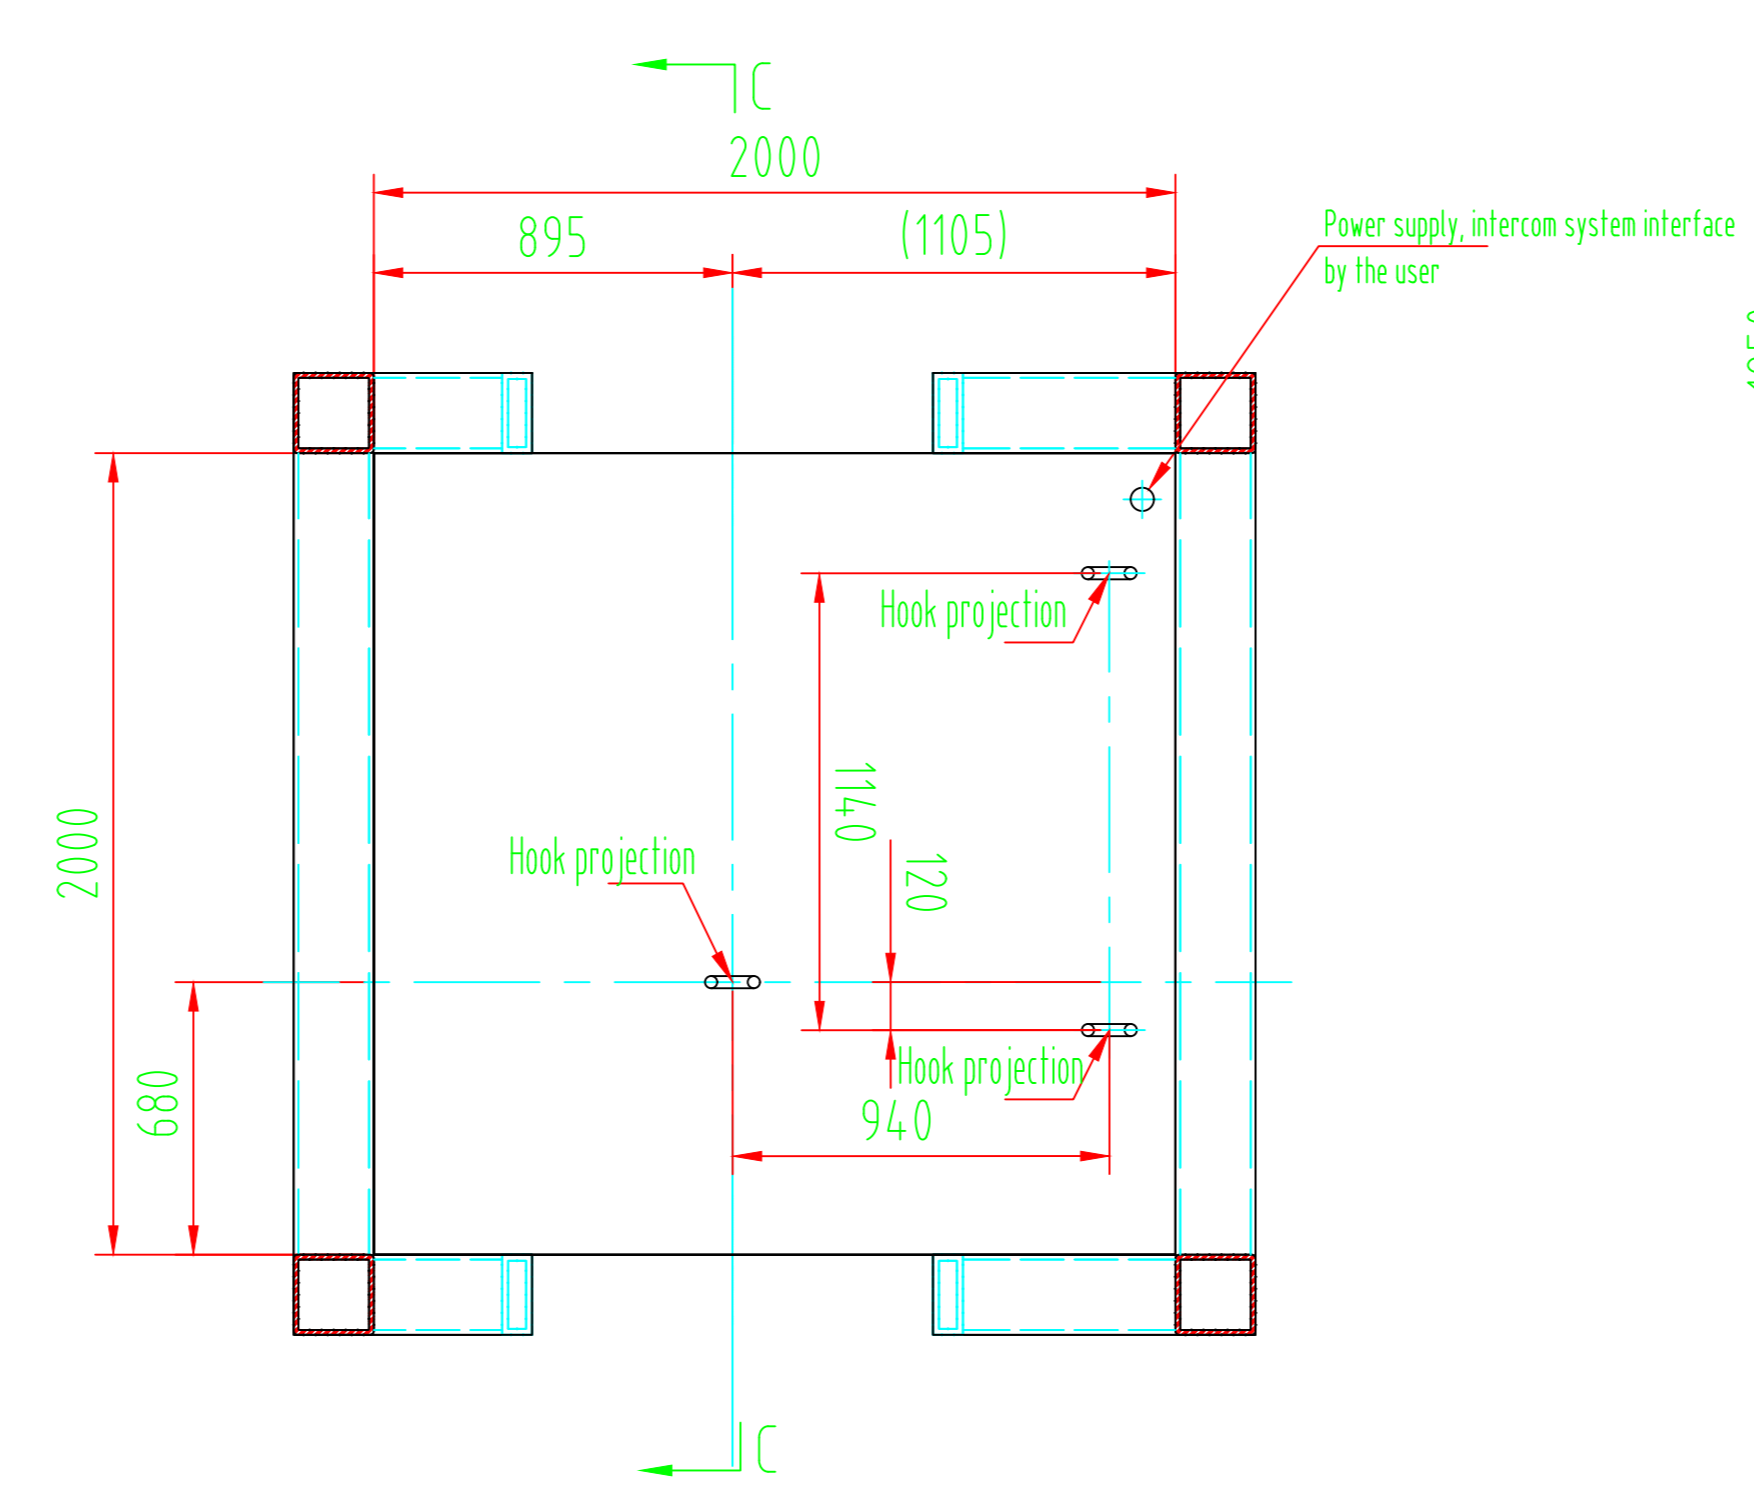 C
2000
895
(1105)
Power supply, intercom system interface
by the user
Hook projection
1140
120
2000
Hook projection
Hook projection
680
940
C